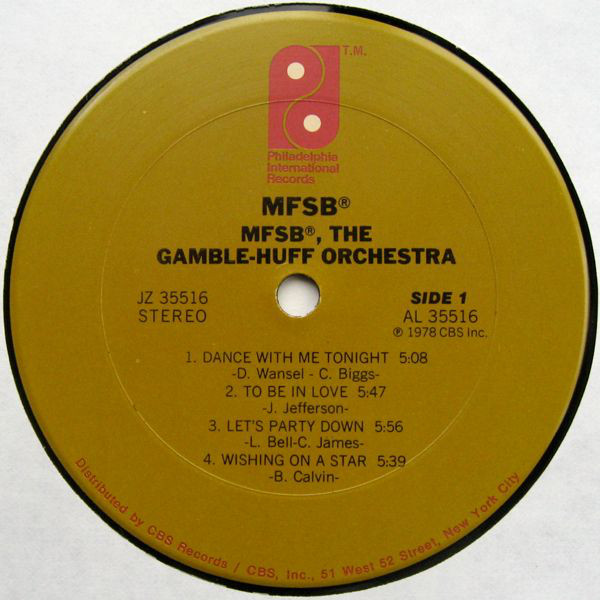 T.M.
Philadelphia
International
Records
MFSB®
MFSB®, THE
GAMBLE-HUFF ORCHESTRA
JZ 35516
STEREO
SIDE 1
AL 35516
℗ 1978 CBS Inc.
1. DANCE WITH ME TONIGHT 5:08
-D. Wansel - C. Biggs-
2. TO BE IN LOVE 5:47
-J. Jefferson-
3. LET'S PARTY DOWN 5:56
-L. Bell-C. James-
4. WISHING ON A STAR 5:39
-B. Calvin-
Distributed by CBS Records / CBS, Inc., 51 West 52 Street, New York City